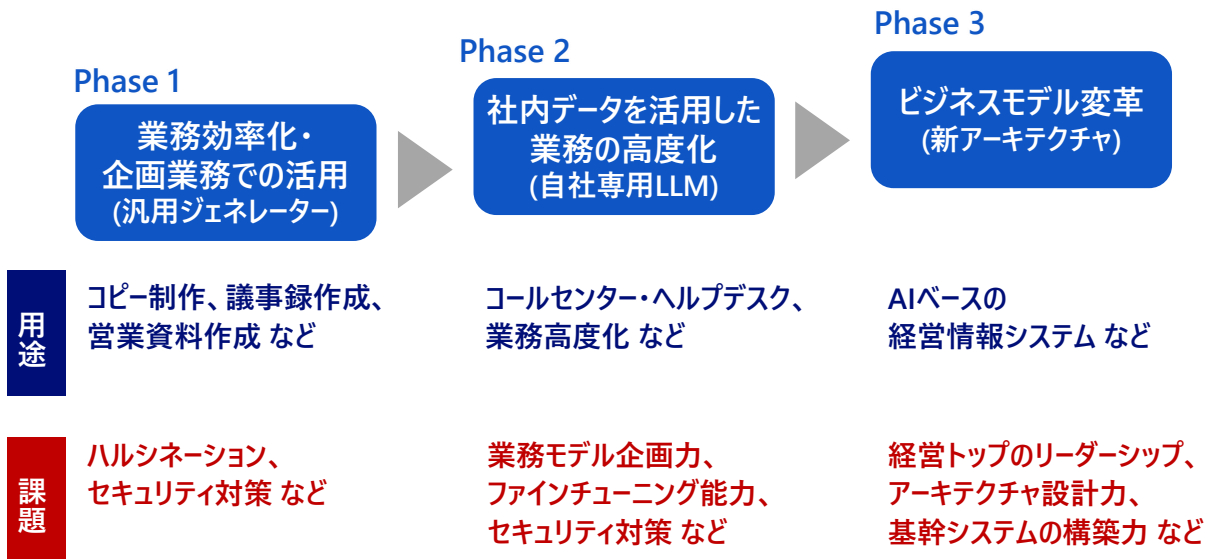 Phase 1
業務効率化・
企画業務での活用
(汎用ジェネレーター)
Phase 2
社内データを活用した
業務の高度化
(自社専用LLM)
Phase 3
ビジネスモデル変革
(新アーキテクチャ)
用途
コピー制作、議事録作成、
営業資料作成 など
コールセンター・ヘルプデスク、
業務高度化 など
AIベースの
経営情報システム など
課題
ハルシネーション、
セキュリティ対策 など
業務モデル企画力、
ファインチューニング能力、
セキュリティ対策 など
経営トップのリーダーシップ、
アーキテクチャ設計力、
基幹システムの構築力 など